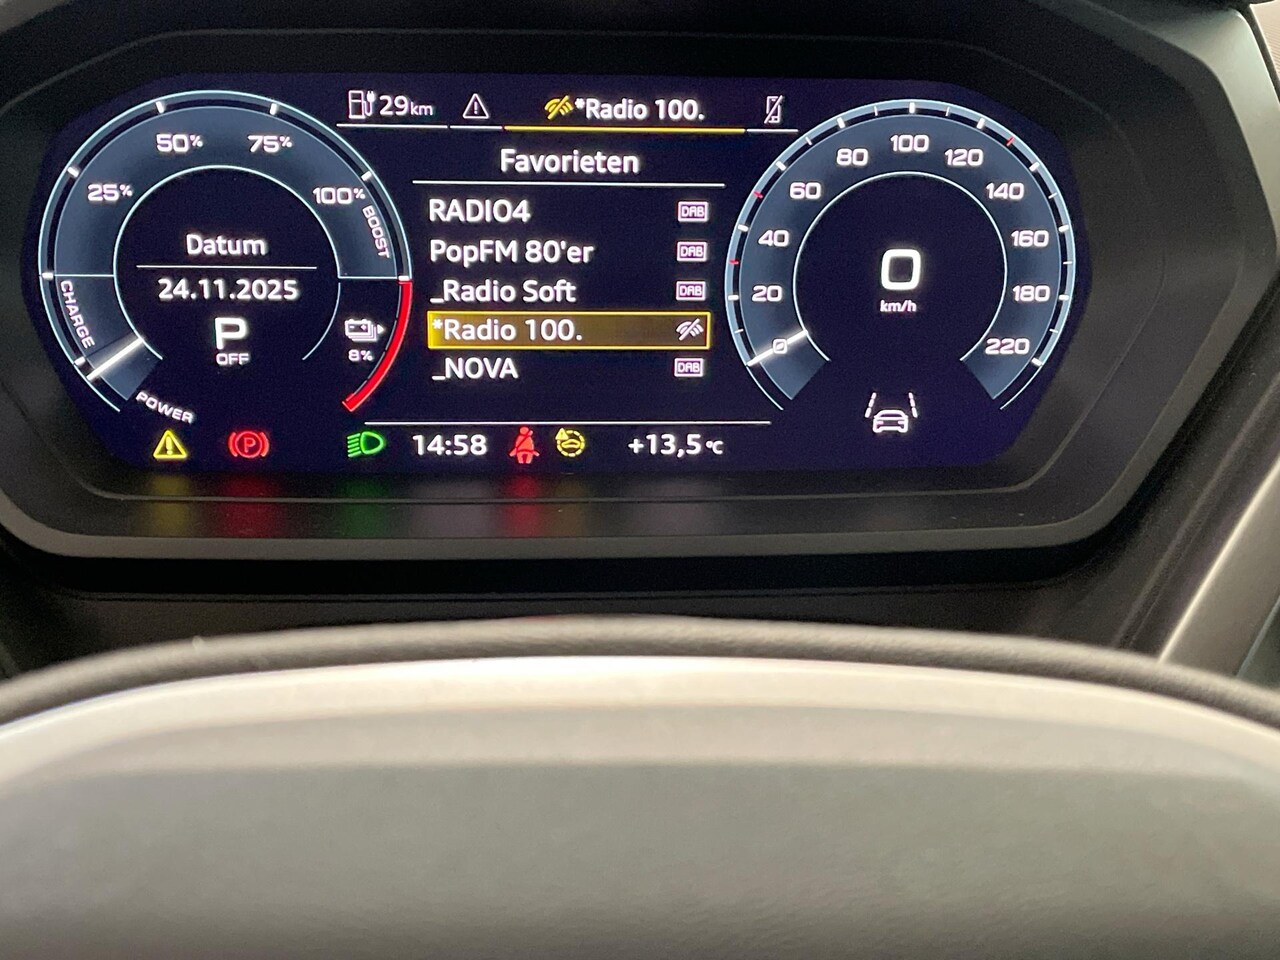 29 km *Radio 100.
Favorieten
RADIO4 DAB
PopFM 80'er DAB
_Radio Soft DAB
*Radio 100.
_NOVA DAB
50% 75%
25% 100%
BOOST
CHARGE
POWER
Datum
24.11.2025
P
OFF
8%
80 100 120
60 140
40 160
20 180
0 220
0
km/h
P 14:58 +13,5 °C